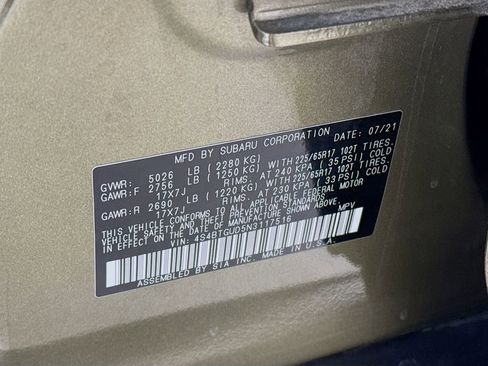 MFD BY SUBARU CORPORATION DATE: 07/21
GVWR: 5026 LB ( 2280 KG)
GAWR:F 2756 LB ( 1250 KG) WITH 225/65R17 102T TIRES.
17X7J RIMS. AT 240 KPA ( 35 PSI) COLD.
GAWR:R 2690 LB ( 1220 KG) WITH 225/65R17 102T TIRES.
17X7J RIMS. AT 230 KPA ( 33 PSI) COLD.
THIS VEHICLE CONFORMS TO ALL APPLICABLE FEDERAL MOTOR
VEHICLE SAFETY AND THEFT PREVENTION STANDARDS
IN EFFECT ON THE DATE OF MANUFACTURE SHOWN ABOVE.
VIN: 4S4BTGUD5N3117516 MPV
ASSEMBLED BY SIA INC. MADE IN U.S.A.